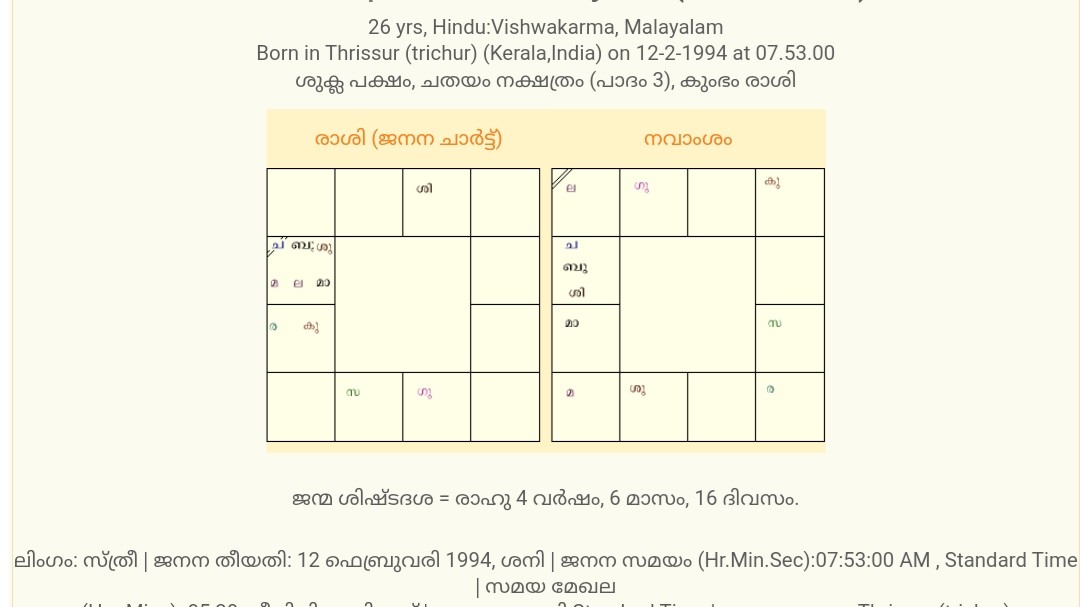 26 yrs, Hindu:Vishwakarma, Malayalam
Born in Thrissur (trichur) (Kerala,India) on 12-2-1994 at 07.53.00
ശുക്ല പക്ഷം, ചതയം നക്ഷത്രം (പാദം 3), കുംഭം രാശി
രാശി (ജനന ചാർട്ട്)
നവാംശം
ശി
ല ഗു കു
ച ബു ശു
മ ല മാ
ച
ബു
ശി
ര കു
മാ സ
സ ഗു
മ ശു ര
ജന്മ ശിഷ്ടദശ = രാഹു 4 വർഷം, 6 മാസം, 16 ദിവസം.
ലിംഗം: സ്ത്രീ | ജനന തീയതി: 12 ഫെബ്രുവരി 1994, ശനി | ജനന സമയം (Hr.Min.Sec):07:53:00 AM , Standard Time
| സമയ മേഖല